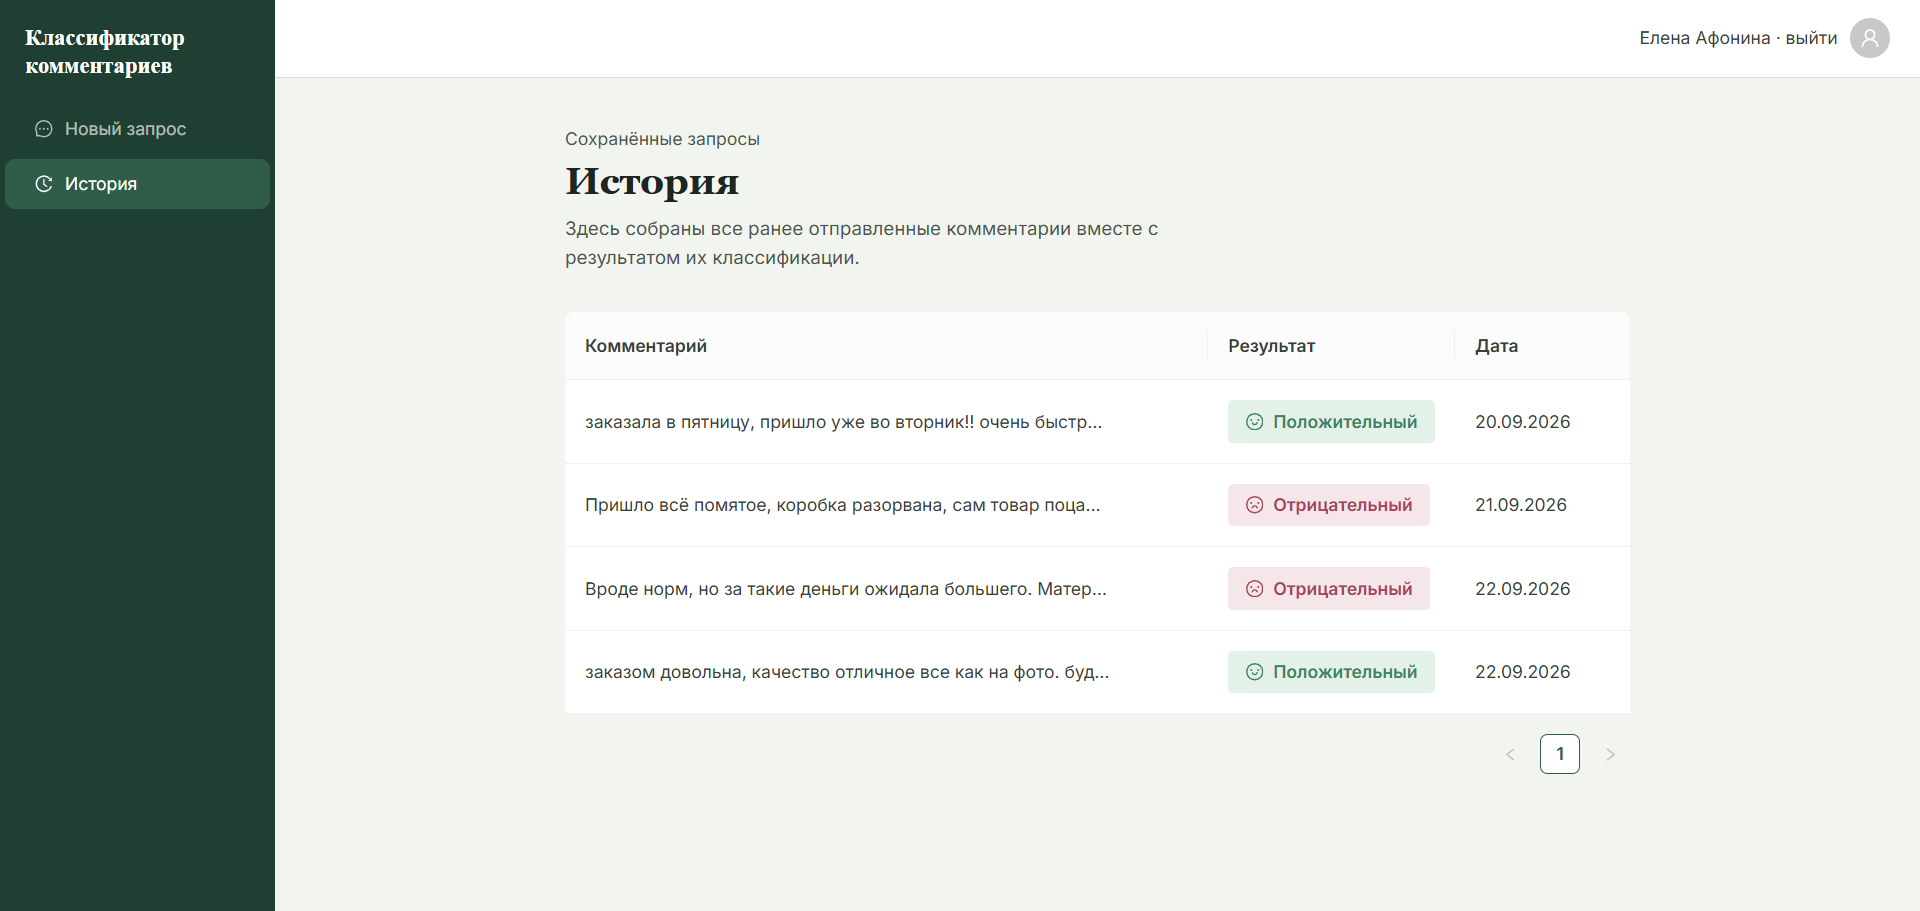 Классификатор
комментариев
Новый запрос
История
Елена Афонина · выйти
Сохранённые запросы
История
Здесь собраны все ранее отправленные комментарии вместе с
результатом их классификации.
Комментарий Результат Дата
заказала в пятницу, пришло уже во вторник!! очень быстр... Положительный 20.09.2026
Пришло всё помятое, коробка разорвана, сам товар поца... Отрицательный 21.09.2026
Вроде норм, но за такие деньги ожидала большего. Матер... Отрицательный 22.09.2026
заказом довольна, качество отличное все как на фото. буд... Положительный 22.09.2026
< 1 >